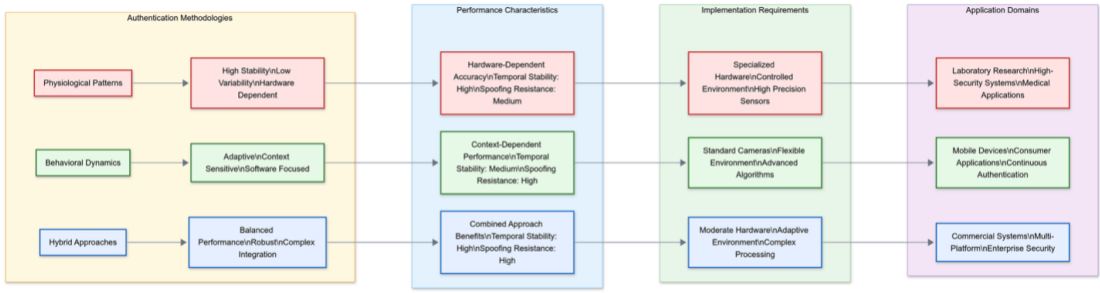 Authentication Methodologies
Physiological Patterns
High Stability\nLow
Variability\nHardware
Dependent
Behavioral Dynamics
Adaptive\nContext
Sensitive\nSoftware Focused
Hybrid Approaches
Balanced
Performance\nRobust\nComplex
Integration
Performance Characteristics
Hardware-Dependent
Accuracy\nTemporal Stability:
High\nSpoofing Resistance:
Medium
Context-Dependent
Performance\nTemporal
Stability: Medium\nSpoofing
Resistance: High
Combined Approach
Benefits\nTemporal Stability:
High\nSpoofing Resistance:
High
Implementation Requirements
Specialized
Hardware\nControlled
Environment\nHigh Precision
Sensors
Standard Cameras\nFlexible
Environment\nAdvanced
Algorithms
Moderate Hardware\nAdaptive
Environment\nComplex
Processing
Application Domains
Laboratory Research\nHigh-
Security Systems\nMedical
Applications
Mobile Devices\nConsumer
Applications\nContinuous
Authentication
Commercial Systems\nMulti-
Platform\nEnterprise Security